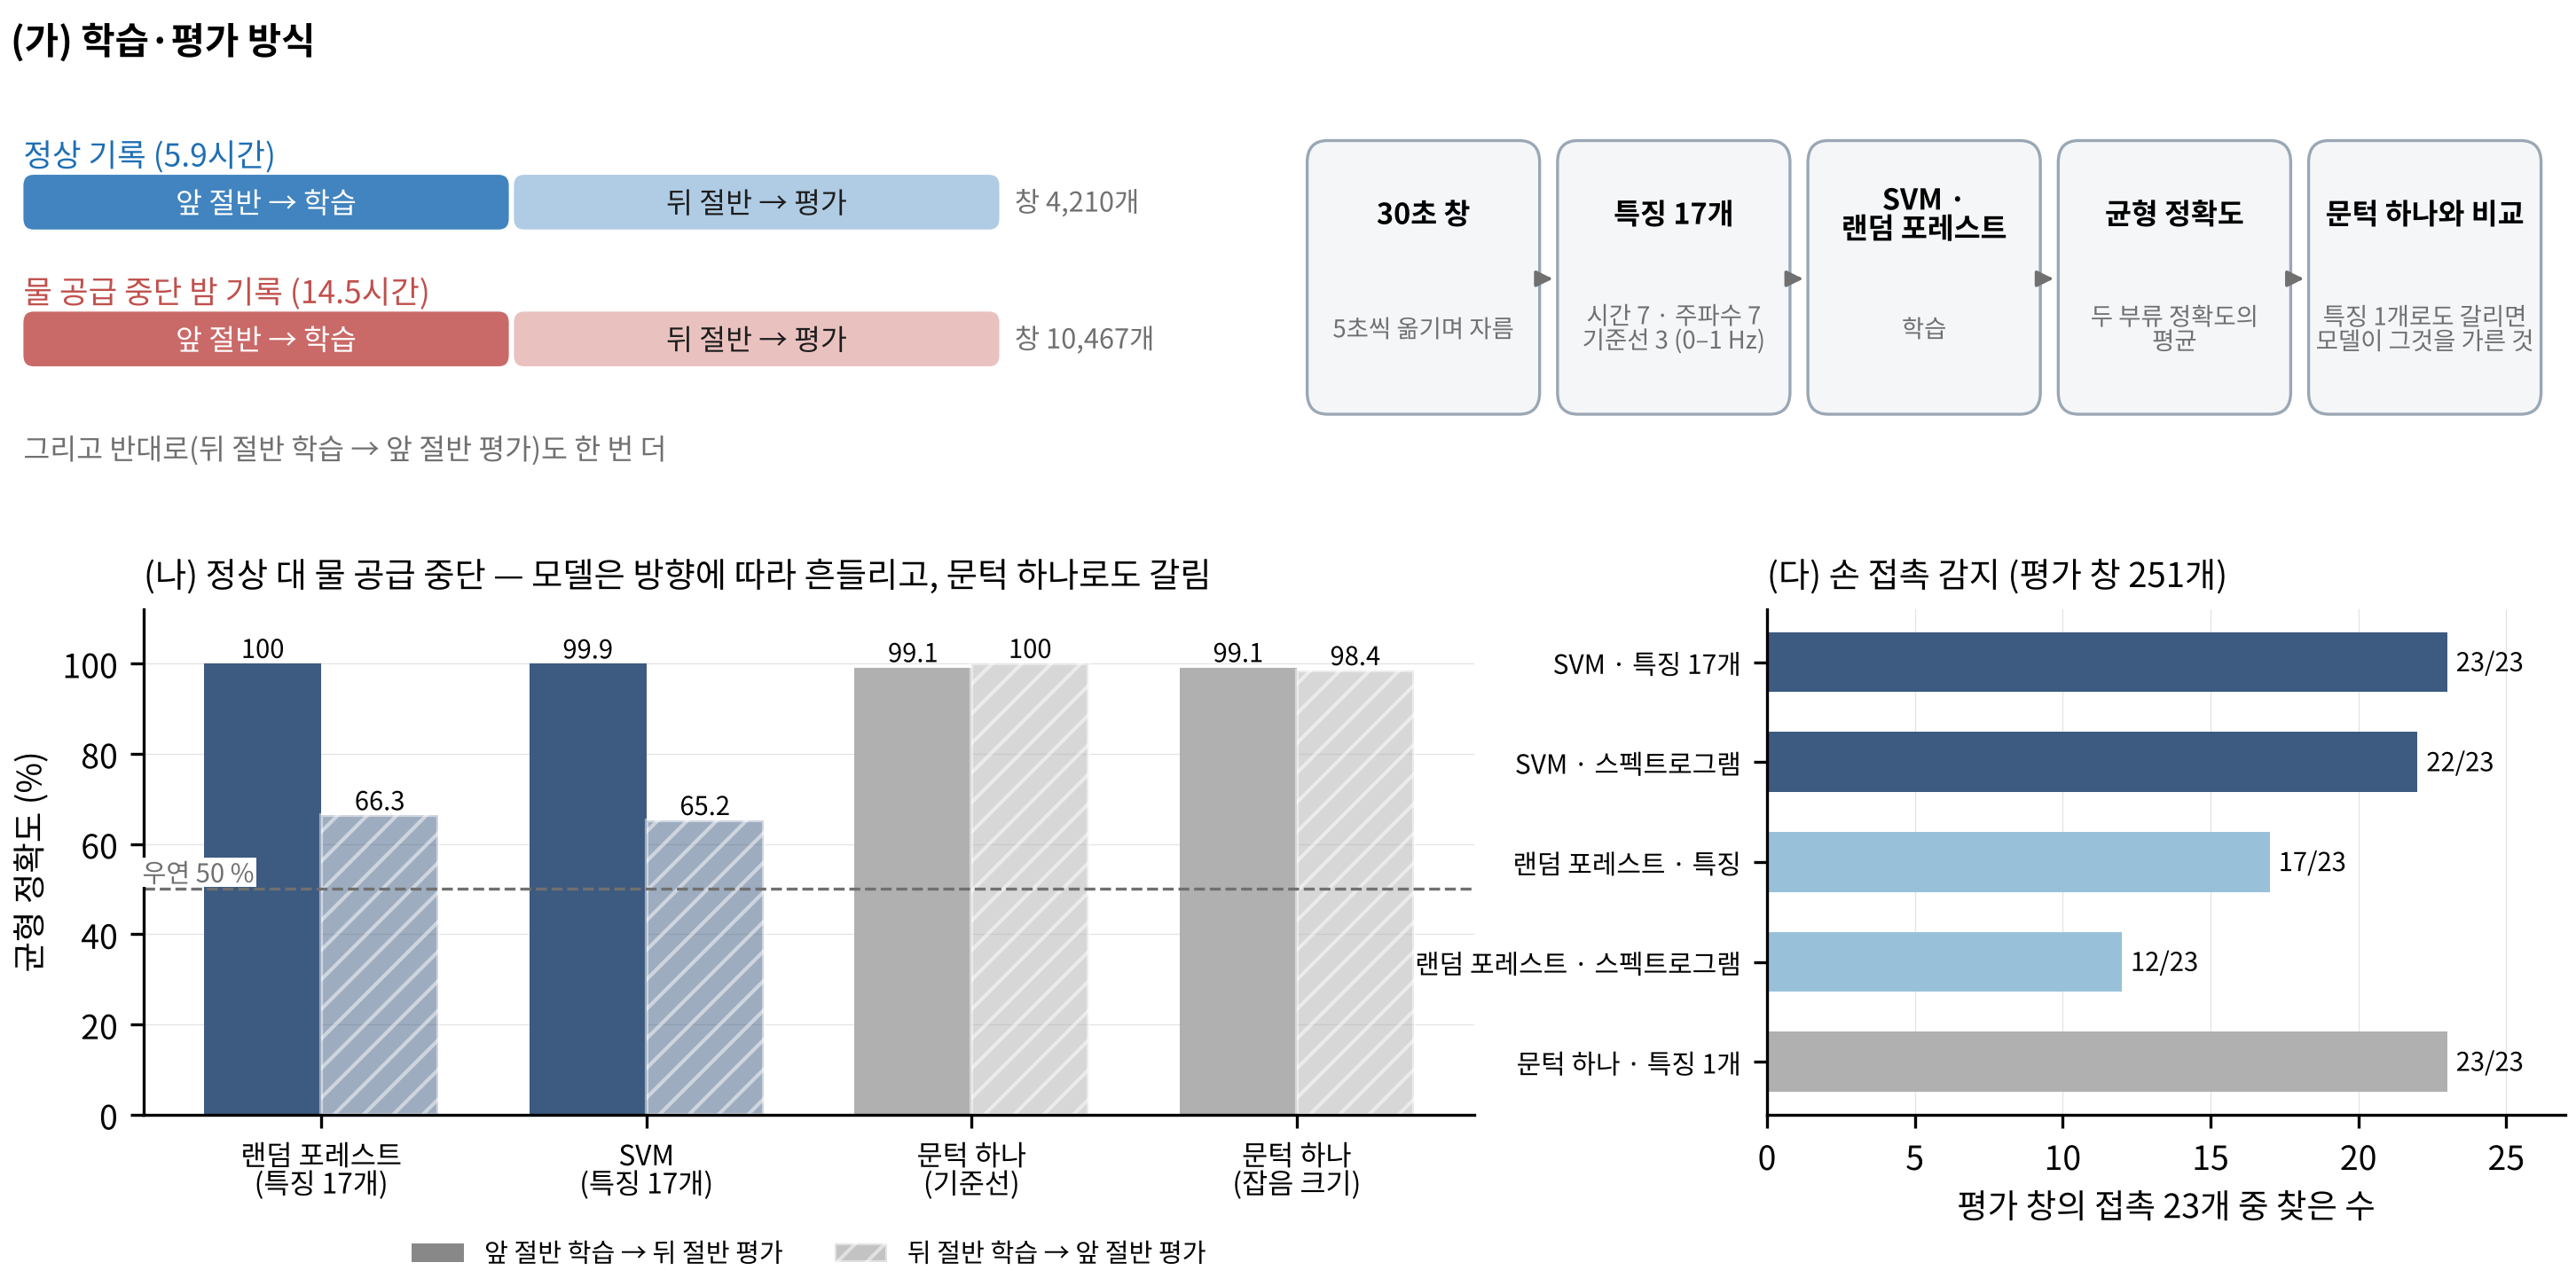 (가) 학습·평가 방식
정상 기록 (5.9시간)
앞 절반 → 학습
뒤 절반 → 평가
창 4,210개
물 공급 중단 밤 기록 (14.5시간)
앞 절반 → 학습
뒤 절반 → 평가
창 10,467개
그리고 반대로(뒤 절반 학습 → 앞 절반 평가)도 한 번 더
30초 창
5초씩 옮기며 자름
특징 17개
시간 7 · 주파수 7
기준선 3 (0–1 Hz)
SVM ·
랜덤 포레스트
학습
균형 정확도
두 부류 정확도의
평균
문턱 하나와 비교
특징 1개로도 갈리면
모델이 그것을 가른 것
(나) 정상 대 물 공급 중단 — 모델은 방향에 따라 흔들리고, 문턱 하나로도 갈림
균형 정확도 (%)
100
80
60
40
20
0
우연 50 %
100
66.3
99.9
65.2
99.1
100
99.1
98.4
랜덤 포레스트
(특징 17개)
SVM
(특징 17개)
문턱 하나
(기준선)
문턱 하나
(잡음 크기)
앞 절반 학습 → 뒤 절반 평가
뒤 절반 학습 → 앞 절반 평가
(다) 손 접촉 감지 (평가 창 251개)
SVM · 특징 17개
23/23
SVM · 스펙트로그램
22/23
랜덤 포레스트 · 특징
17/23
랜덤 포레스트 · 스펙트로그램
12/23
문턱 하나 · 특징 1개
23/23
0 5 10 15 20 25
평가 창의 접촉 23개 중 찾은 수